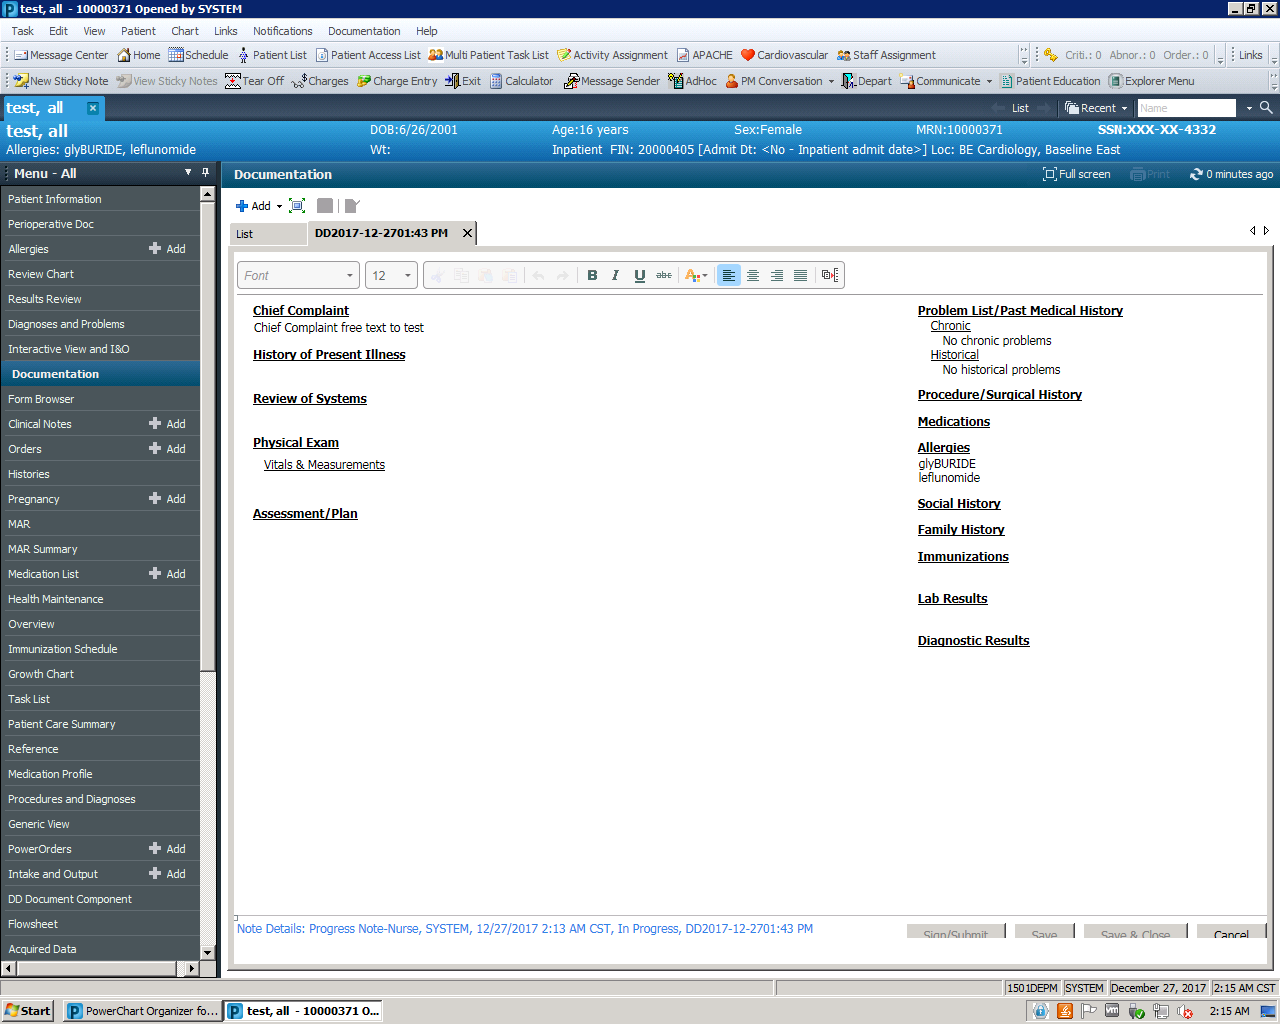 test, all - 10000371 Opened by SYSTEM
Task Edit View Patient Chart Links Notifications Documentation Help
Message Center Home Schedule Patient List Patient Access List Multi Patient Task List Activity Assignment APACHE Cardiovascular Staff Assignment Criti.: 0 Abnor.: 0 Order..: 0 Links
New Sticky Note View Sticky Notes Tear Off Charges Charge Entry Exit Calculator Message Sender AdHoc PM Conversation Depart Communicate Patient Education Explorer Menu
test, all List Recent Name
test, all DOB:6/26/2001 Age:16 years Sex:Female MRN:10000371 SSN:XXX-XX-4332
Allergies: glyBURIDE, leflunomide Wt: Inpatient FIN: 20000405 [Admit Dt: <No - Inpatient admit date>] Loc: BE Cardiology, Baseline East
Menu - All
Patient Information
Perioperative Doc
Allergies Add
Review Chart
Results Review
Diagnoses and Problems
Interactive View and I&O
Documentation
Form Browser
Clinical Notes Add
Orders Add
Histories
Pregnancy Add
MAR
MAR Summary
Medication List Add
Health Maintenance
Overview
Immunization Schedule
Growth Chart
Task List
Patient Care Summary
Reference
Medication Profile
Procedures and Diagnoses
Generic View
PowerOrders Add
Intake and Output Add
DD Document Component
Flowsheet
Acquired Data
Documentation Full screen Print 0 minutes ago
Add
List DD2017-12-2701:43 PM
Font 12 B I U abc A
Chief Complaint
Chief Complaint free text to test
History of Present Illness
Review of Systems
Physical Exam
Vitals & Measurements
Assessment/Plan
Problem List/Past Medical History
Chronic
No chronic problems
Historical
No historical problems
Procedure/Surgical History
Medications
Allergies
glyBURIDE
leflunomide
Social History
Family History
Immunizations
Lab Results
Diagnostic Results
Note Details: Progress Note-Nurse, SYSTEM, 12/27/2017 2:13 AM CST, In Progress, DD2017-12-2701:43 PM
Sign/Submit Save Save & Close Cancel
1501DEPM SYSTEM December 27, 2017 2:15 AM CST
Start PowerChart Organizer fo... test, all - 10000371 O... 2:15 AM